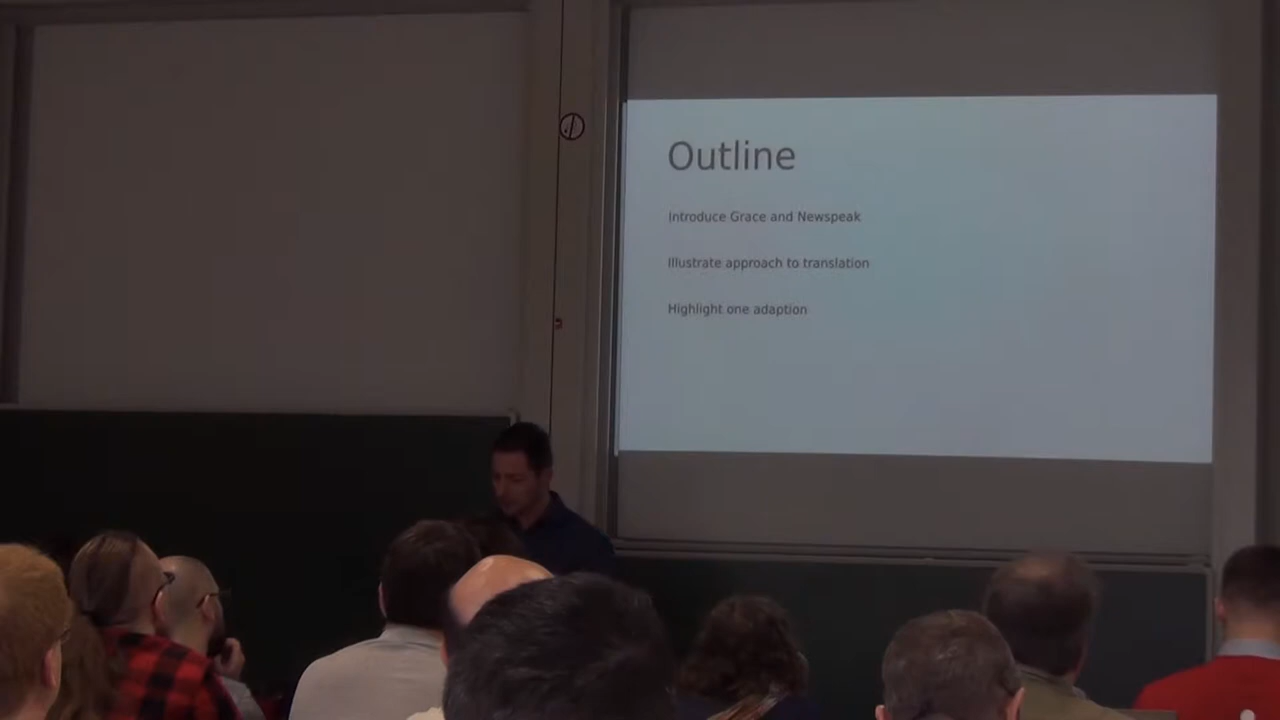 Outline
Introduce Grace and Newspeak
Illustrate approach to translation
Highlight one adaption